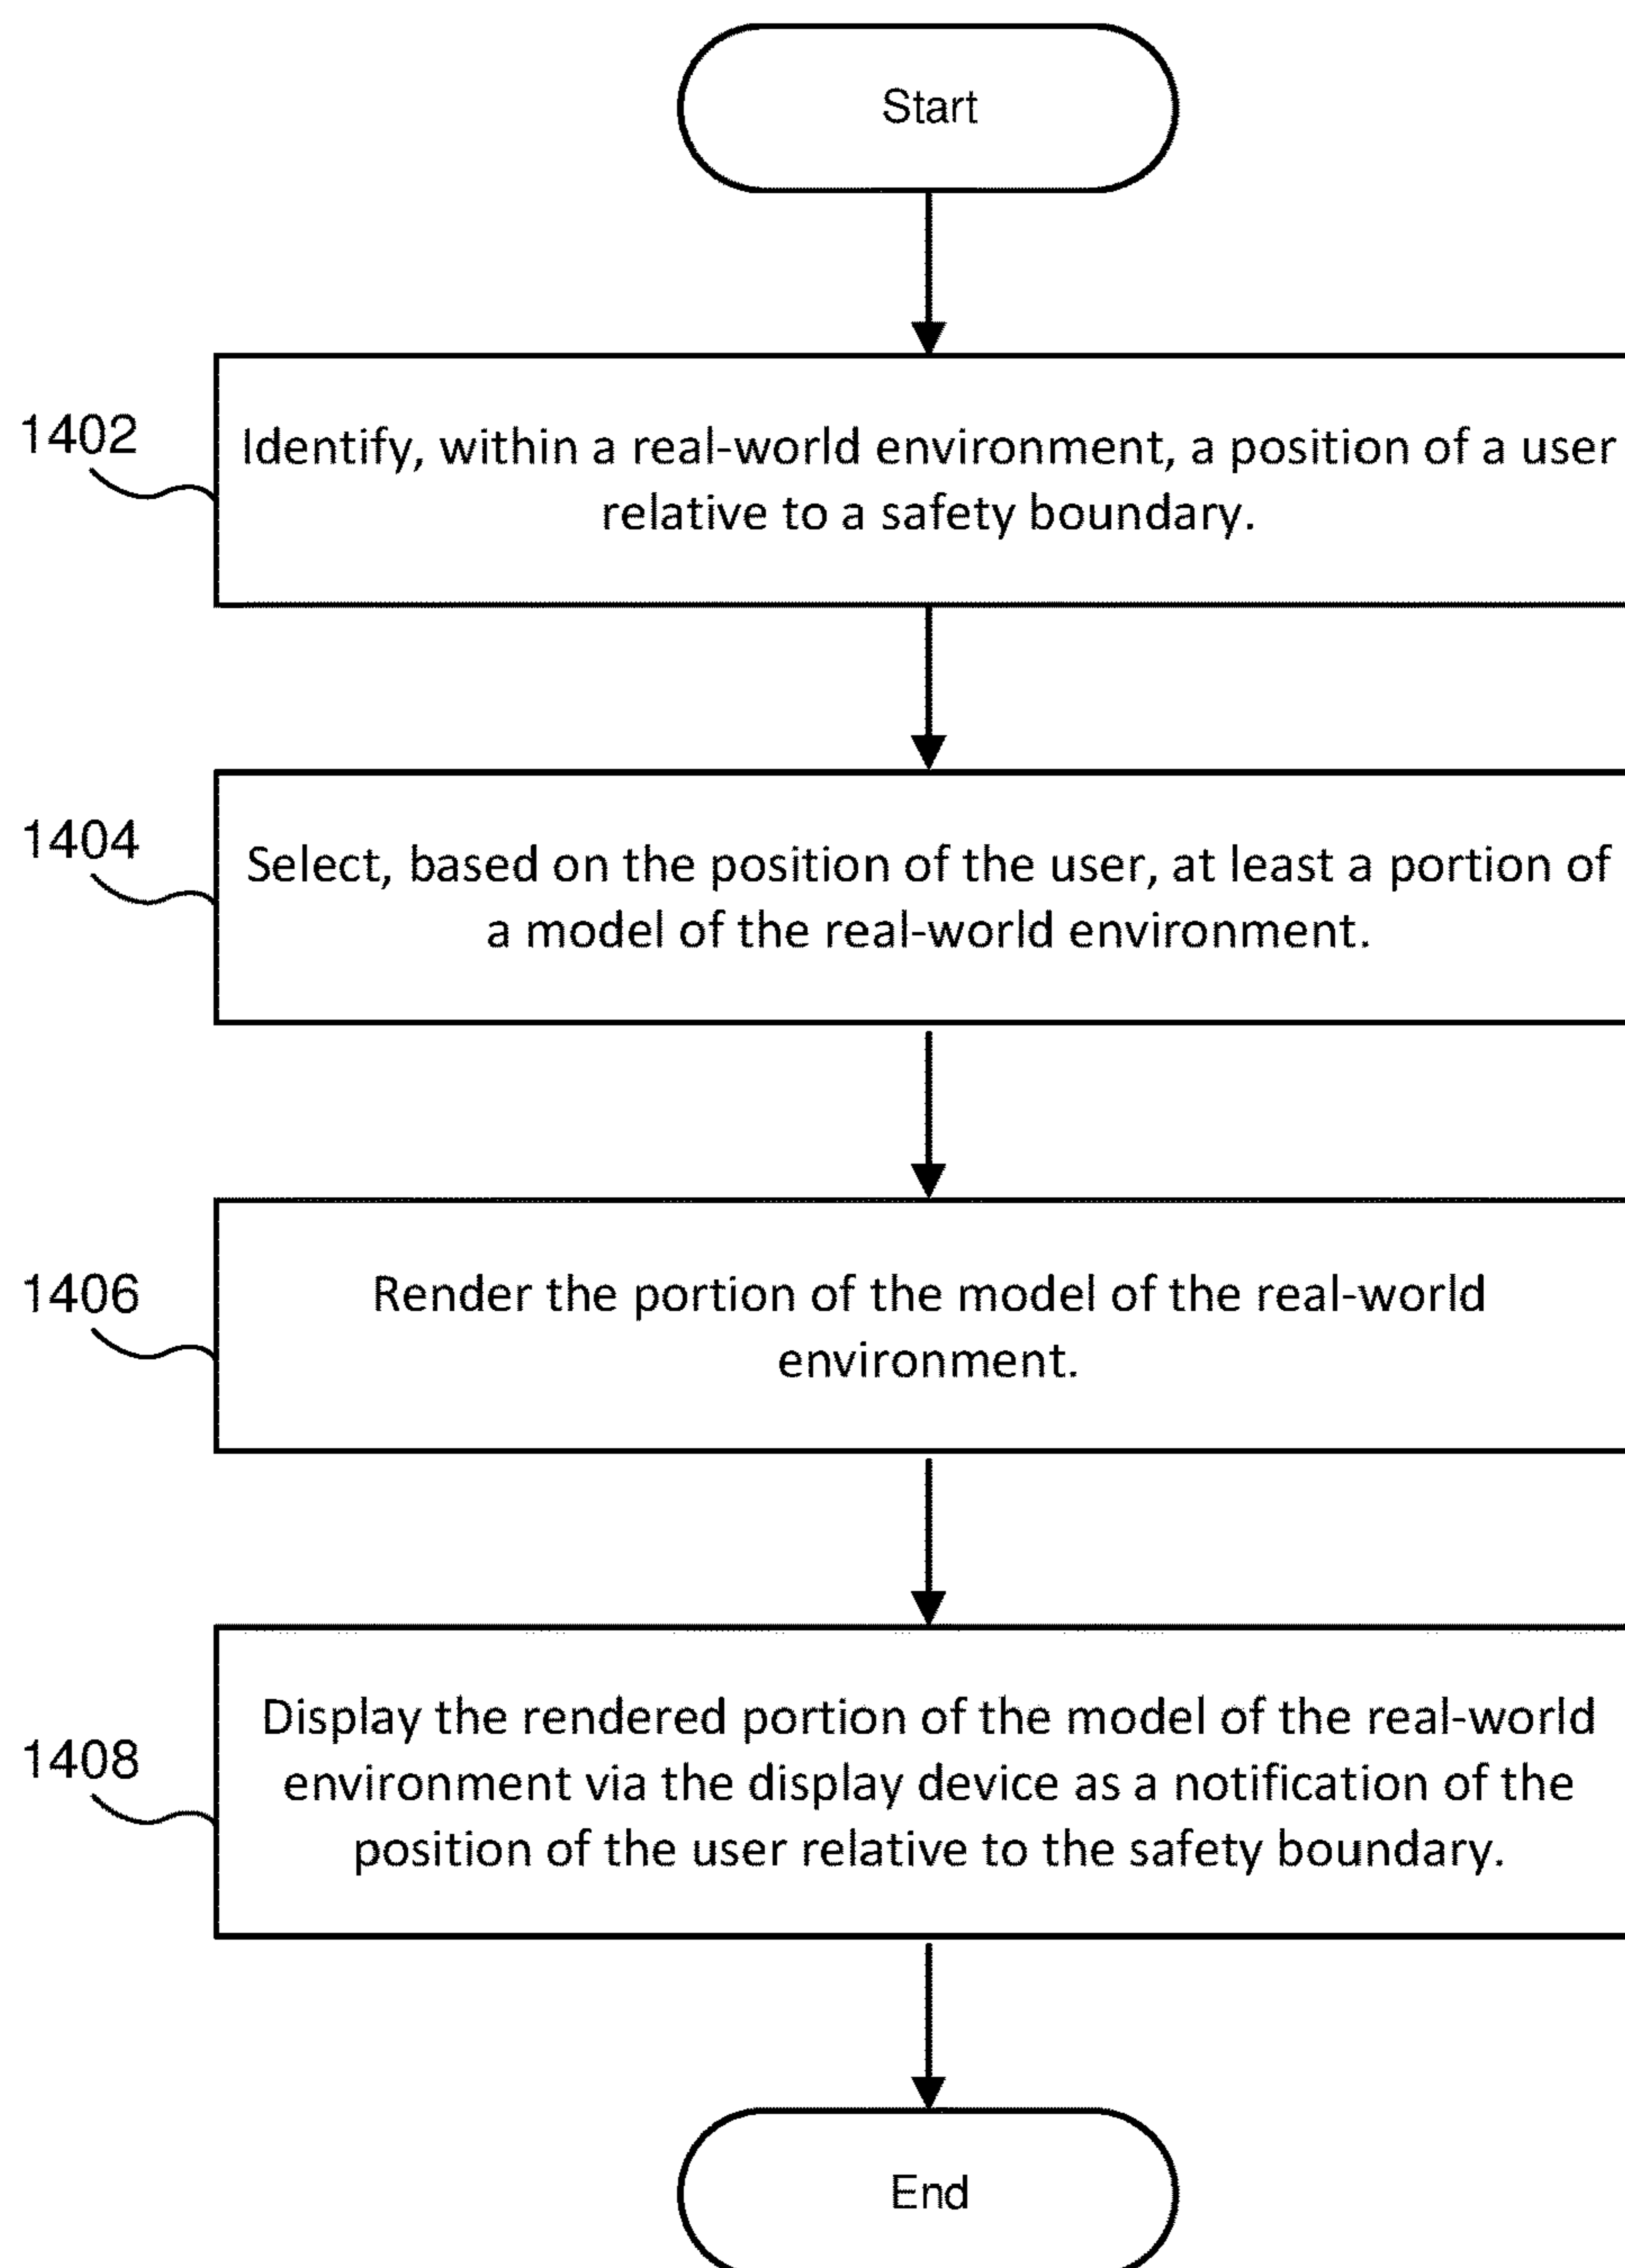 Start
1402
Identify, within a real-world environment, a position of a user
relative to a safety boundary.
1404
Select, based on the position of the user, at least a portion of
a model of the real-world environment.
1406
Render the portion of the model of the real-world
environment.
1408
Display the rendered portion of the model of the real-world
environment via the display device as a notification of the
position of the user relative to the safety boundary.
End